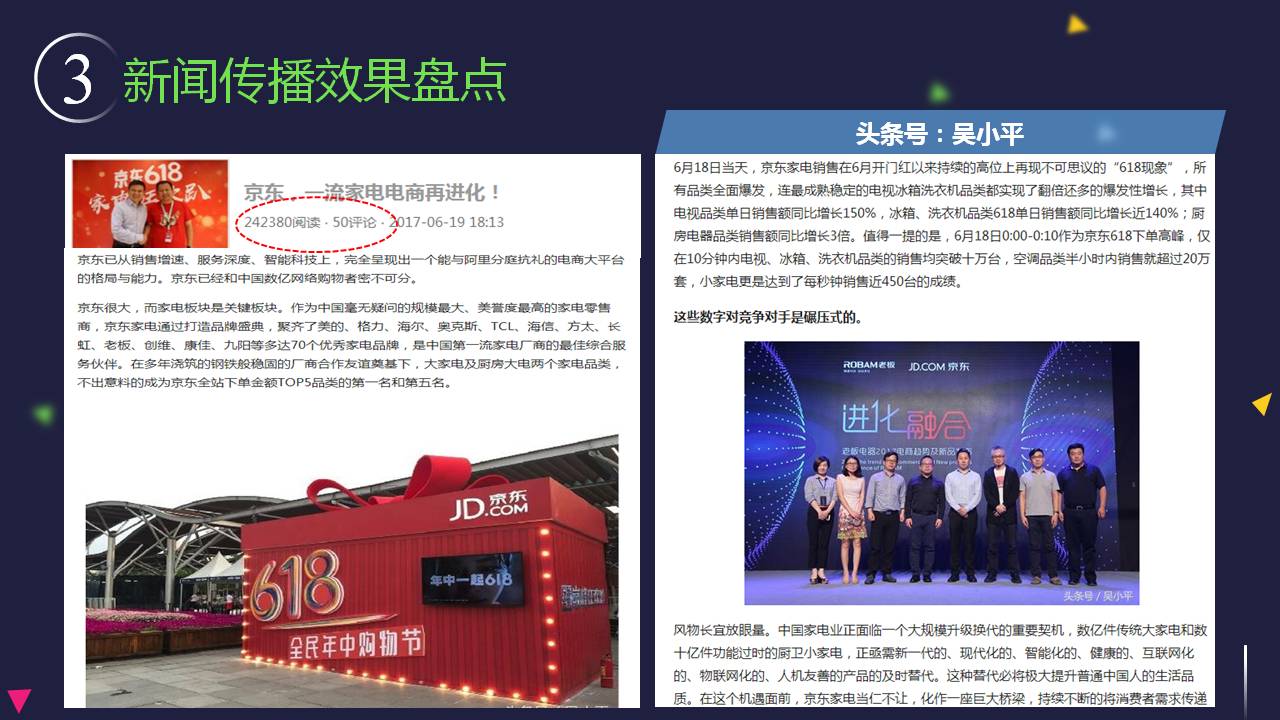 3 新闻传播效果盘点
京东618
京东,一流家电电商再进化！
242380阅读 · 50评论 · 2017-06-19 18:13
京东已从销售增速、服务深度、智能科技上，完全呈现出一个能与阿里分庭抗礼的电商大平台
的格局与能力。京东已经和中国数亿网络购物者密不可分。
京东很大，而家电板块是关键板块。作为中国毫无疑问的规模最大、美誉度最高的家电零售
商，京东家电通过打造品牌盛典，聚齐了美的、格力、海尔、奥克斯、TCL、海信、方太、长
虹、老板、创维、康佳、九阳等多达70个优秀家电品牌，是中国第一流家电厂商的最佳综合服
务伙伴。在多年浇筑的钢铁般稳固的厂商合作友谊奠基下，大家电及厨房大电两个家电品类，
不出意料的成为京东全站下单金额TOP5品类的第一名和第五名。
JD 京东
.COM
618
年中一起618
全民年中购物节
头条号：吴小平
6月18日当天，京东家电销售在6月开门红以来持续的高位上再现不可思议的“618现象”，所
有品类全面爆发，连最成熟稳定的电视冰箱洗衣机品类都实现了翻倍还多的爆发性增长，其中
电视品类单日销售额同比增长150%，冰箱、洗衣机品类618单日销售额同比增长近140%；厨
房电器品类销售额同比增长3倍。值得一提的是，6月18日0:00-0:10作为京东618下单高峰，仅
在10分钟内电视、冰箱、洗衣机品类的销售均突破十万台，空调品类半小时内销售就超过20万
套，小家电更是达到了每秒钟销售近450台的成绩。
这些数字对竞争对手是碾压式的。
ROBAM老板 JD.COM 京东
进化融合
老板电器2017电商趋势及新品
头条号 / 吴小平
风物长宜放眼量。中国家电业正面临一个大规模升级换代的重要契机，数亿件传统大家电和数
十亿件功能过时的厨卫小家电，正亟需新一代的、现代化的、智能化的、健康的、互联网化
的、物联网化的、人机友善的产品的及时替代。这种替代必将极大提升普通中国人的生活品
质。在这个机遇面前，京东家电当仁不让，化作一座巨大桥梁，持续不断的将消费者需求传递